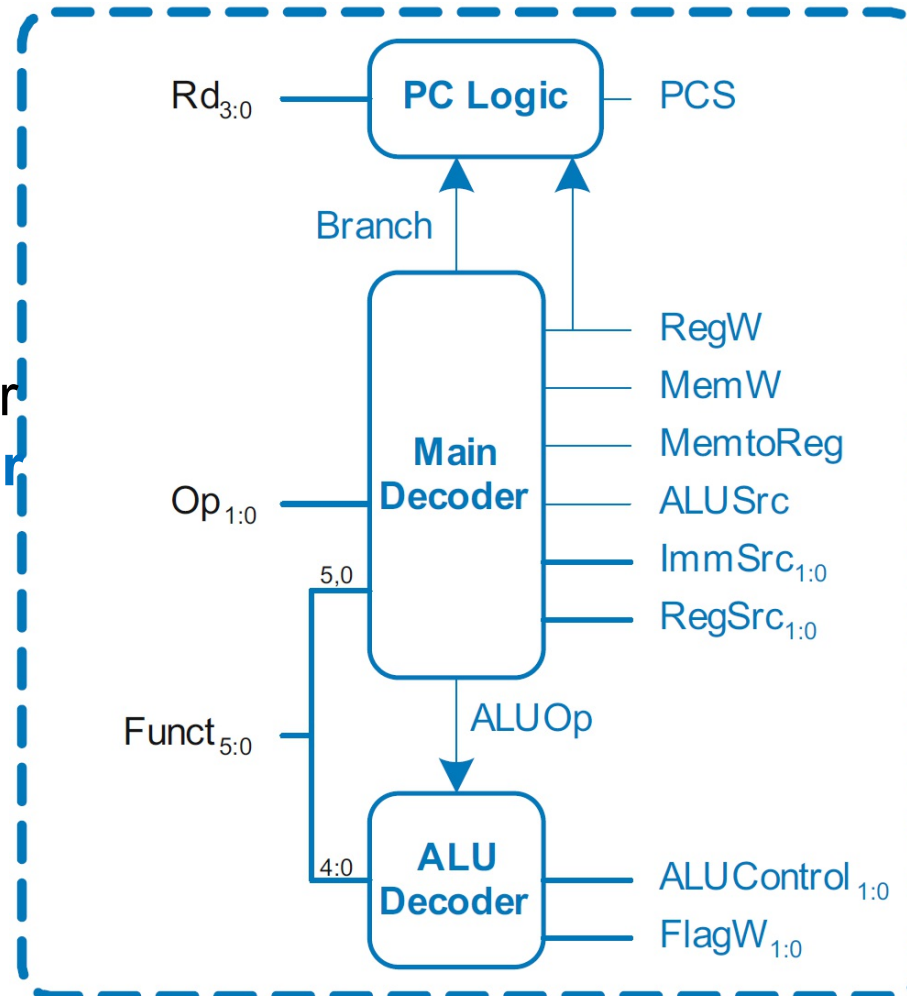 Rd3:0
PC Logic
PCS
Branch
RegW
MemW
r
MemtoReg
Main
Decoder
r
Op1:0
ALUSrc
ImmSrc1:0
5,0
RegSrc1:0
Funct5:0
ALUOp
4:0
ALU
Decoder
ALUControl1:0
FlagW1:0